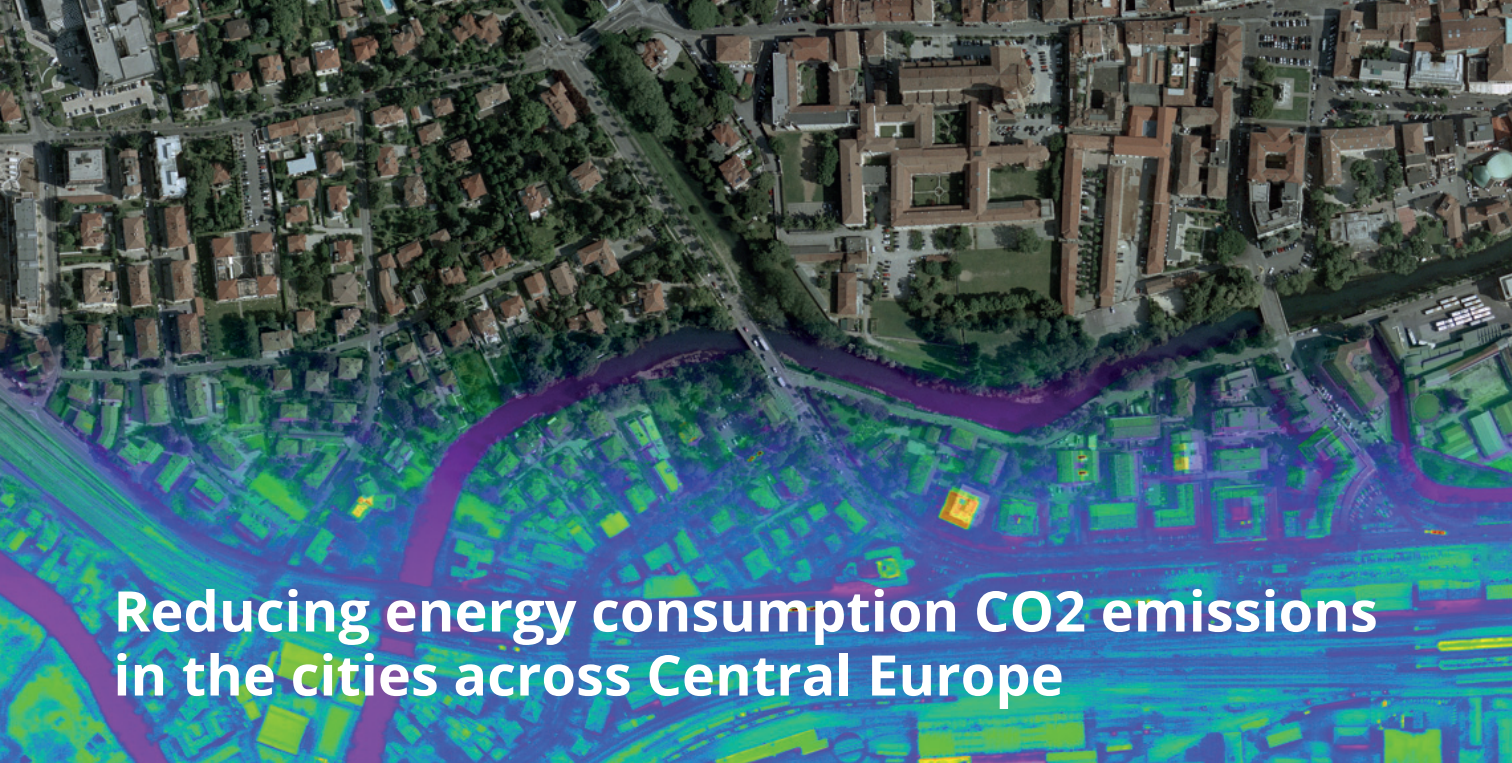 Reducing energy consumption CO2 emissions
in the cities across Central Europe